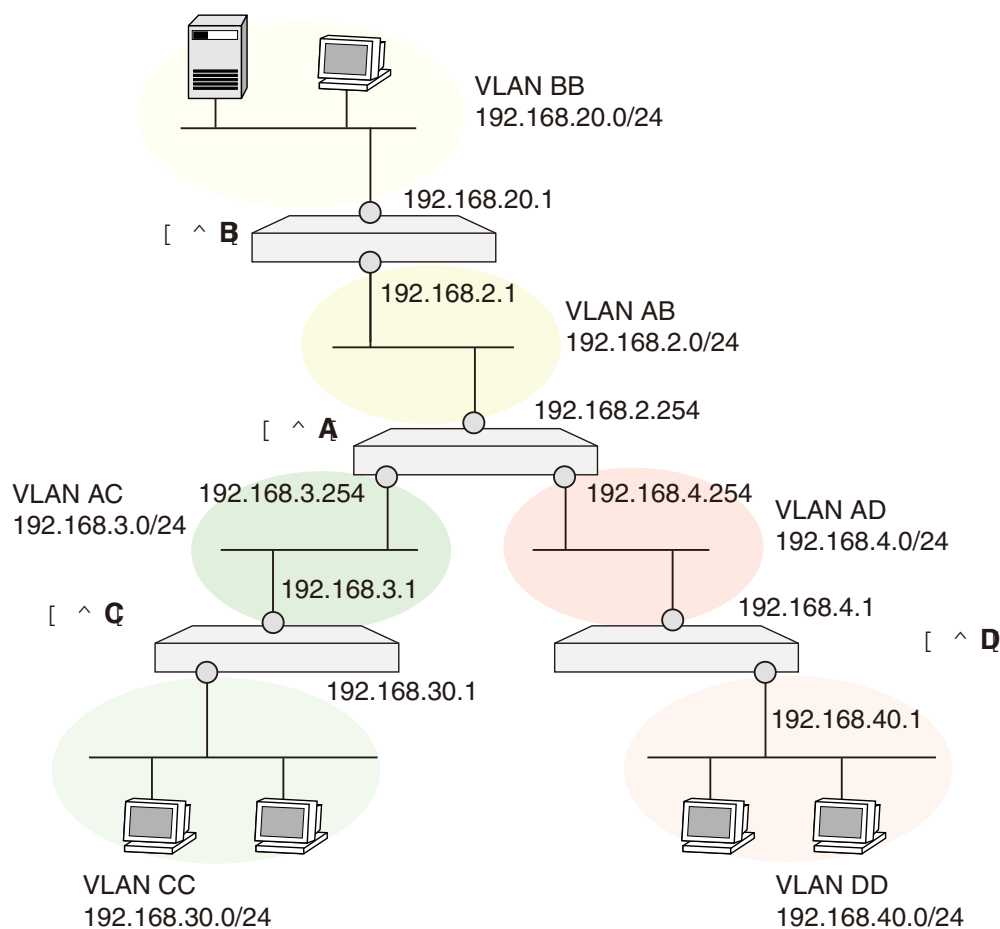 VLAN BB
192.168.20.0/24
192.168.20.1
B
192.168.2.1
VLAN AB
192.168.2.0/24
192.168.2.254
A
VLAN AC
192.168.3.0/24
192.168.3.254
192.168.4.254
VLAN AD
192.168.4.0/24
192.168.3.1
C
192.168.4.1
D
192.168.30.1
192.168.40.1
VLAN CC
192.168.30.0/24
VLAN DD
192.168.40.0/24